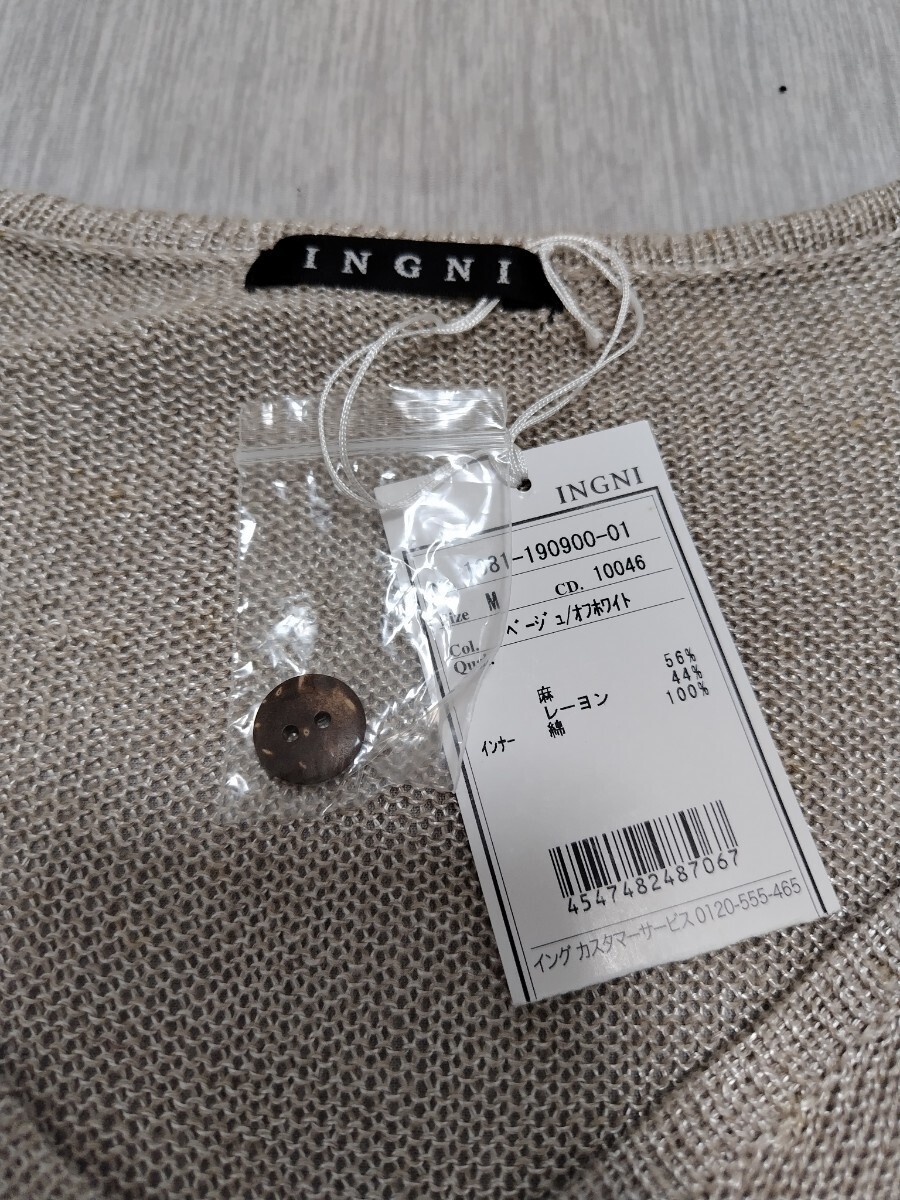 INGNI
INGNI
1081-190900-01
Size M CD. 10046
Col. ﾍﾞｰｼﾞｭ/ｵﾌﾎﾜｲﾄ
麻 56%
レーヨン 44%
ｲﾝﾅｰ 綿 100%
4547482487067
イング カスタマーサービス 0120-555-465